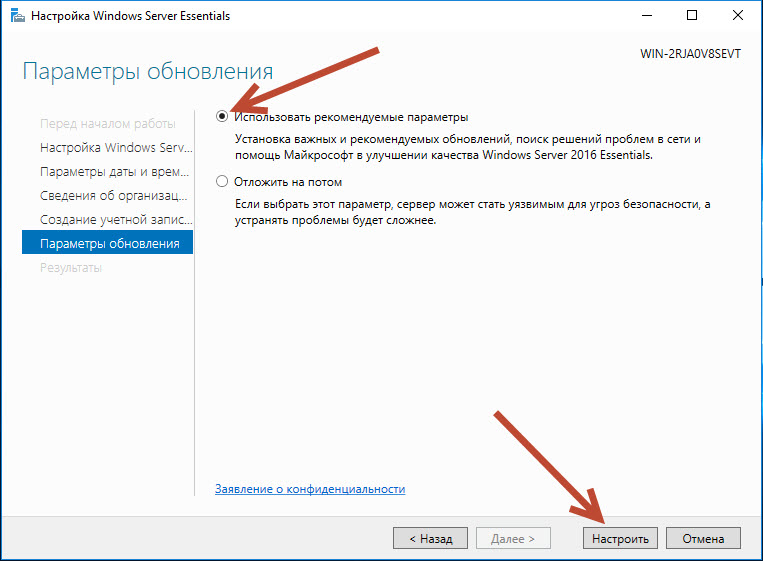 Настройка Windows Server Essentials
WIN-2RJA0V8SEVT
Параметры обновления
Перед началом работы
Настройка Windows Serv...
Параметры даты и врем...
Сведения об организац...
Создание учетной запис...
Параметры обновления
Результаты
Использовать рекомендуемые параметры
Установка важных и рекомендуемых обновлений, поиск решений проблем в сети и
помощь Майкрософт в улучшении качества Windows Server 2016 Essentials.
Отложить на потом
Если выбрать этот параметр, сервер может стать уязвимым для угроз безопасности, а
устранять проблемы будет сложнее.
Заявление о конфиденциальности
< Назад
Далее >
Настроить
Отмена